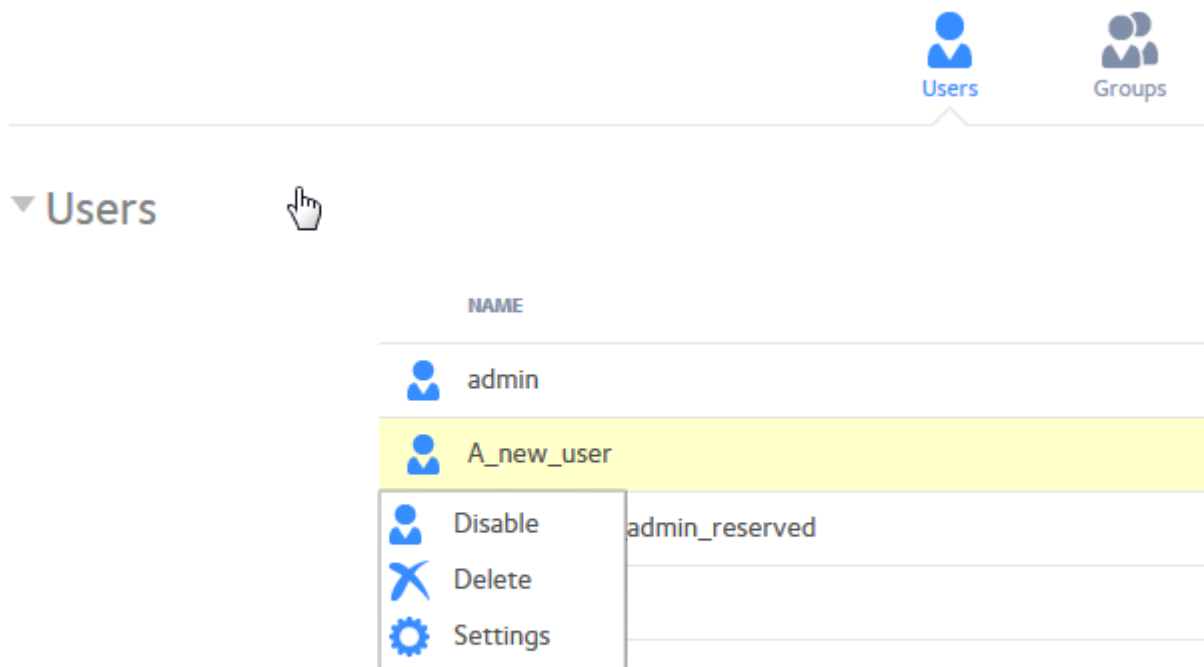 Users Groups
Users
NAME
admin
A_new_user
Disable
admin_reserved
Delete
Settings